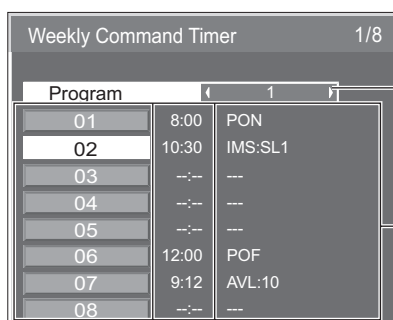 Weekly Command Timer 1/8
Program 1
01 8:00 PON
02 10:30 IMS:SL1
03 --:-- ---
04 --:-- ---
05 --:-- ---
06 12:00 POF
07 9:12 AVL:10
08 --:-- ---